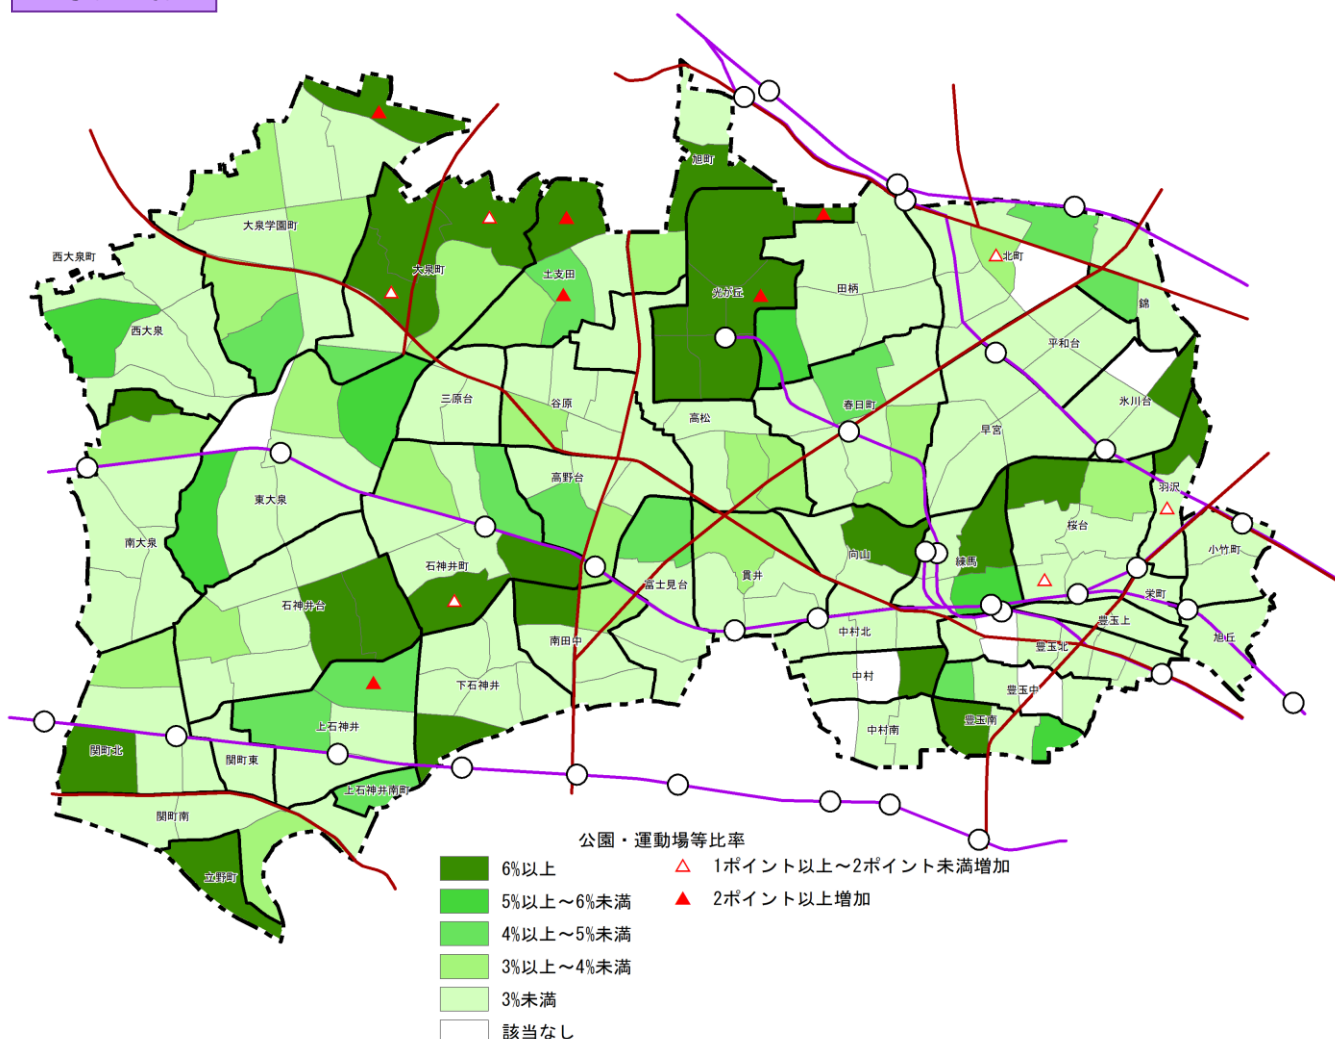 旭町
大泉学園町
西大泉町
大泉町
土支田
光が丘
田柄
北町
錦
西大泉
平和台
三原台
谷原
高松
春日町
氷川台
早宮
東大泉
高野台
羽沢
南大泉
桜台
小竹町
石神井町
向山
練馬
貫井
富士見台
栄町
石神井台
南田中
中村北
豊玉上
豊玉北
旭丘
下石神井
中村
豊玉中
上石神井
中村南
豊玉南
関町北
関町東
上石神井南町
関町南
立野町
公園・運動場等比率
6%以上
5%以上～6%未満
4%以上～5%未満
3%以上～4%未満
3%未満
該当なし
1ポイント以上～2ポイント未満増加
2ポイント以上増加